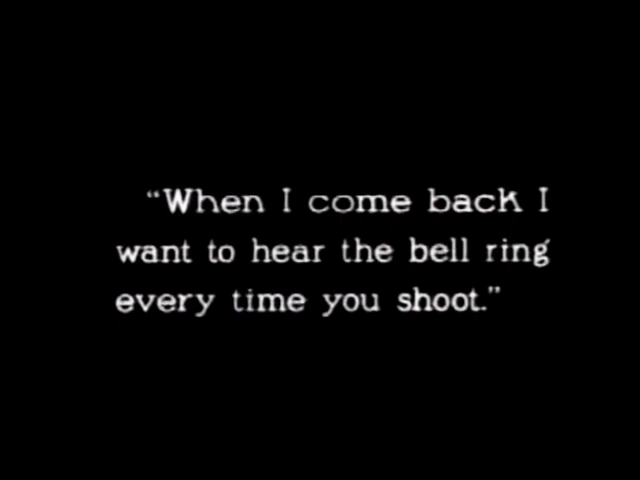 “When I come back I
want to hear the bell ring
every time you shoot.”